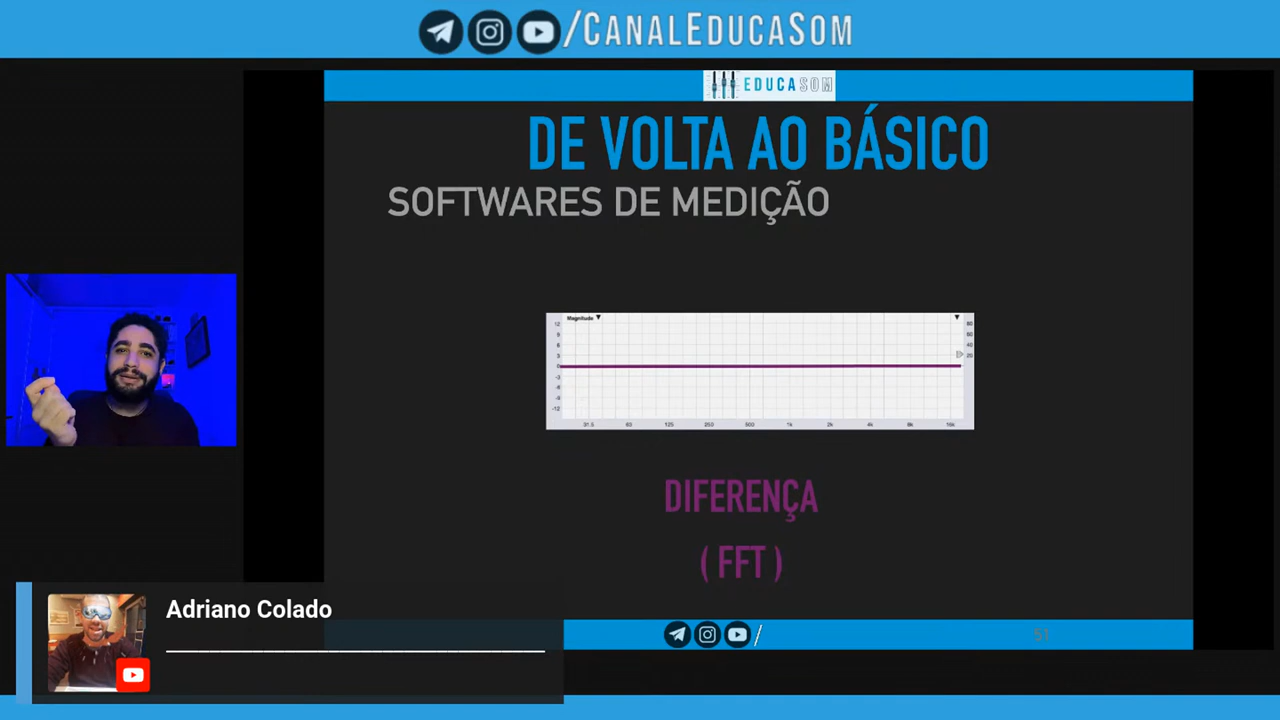 /CANALEDUCASOM
EDUCASOM
DE VOLTA AO BÁSICO
SOFTWARES DE MEDIÇÃO
Magnitude
12
9
6
3
0
-3
-6
-9
-12
80
60
40
20
31.5 63 125 250 500 1k 2k 4k 8k 16k
DIFERENÇA
( FFT )
Adriano Colado
___________________________________
/
51